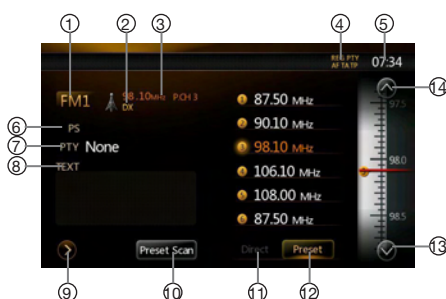 ① ② ③ ④ ⑤
REG PTY
AF TA TP
07:34
FM1 98.10MHz P.CH 3
DX
⑭
97.5
1 87.50 MHz
⑥ PS
2 90.10 MHz
⑦ PTY None
3 98.10 MHz
98.0
⑧ TEXT
4 106.10 MHz
5 108.00 MHz
98.5
6 87.50 MHz
Preset Scan Direct Preset
⑬
⑨ ⑩ ⑪ ⑫